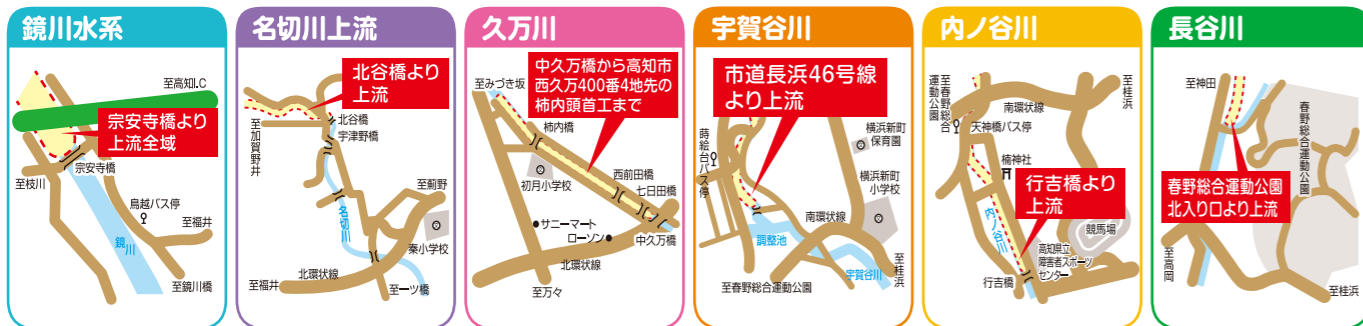 鏡川水系
至高知I.C
宗安寺橋より
上流全域
宗安寺橋
至枝川
鳥越バス停
至福井
鏡川
至鏡川橋
名切川上流
北谷橋より
上流
北谷橋
宇津野橋
至加賀野井
至薊野
名切川
秦小学校
北環状線
至福井
至一ツ橋
久万川
至みづき坂
中久万橋から高知市
西久万400番4地先の
柿内頭首工まで
柿内橋
初月小学校
西前田橋
七日田橋
サニーマート
ローソン
中久万橋
北環状線
至万々
宇賀谷川
市道長浜46号線
より上流
蒔絵台バス停
横浜新町
保育園
横浜新町
小学校
南環状線
調整池
宇賀谷川
至桂浜
至春野総合運動公園
内ノ谷川
至春野総合
運動公園
至桂浜
南環状線
天神橋バス停
楠神社
行吉橋より
上流
内ノ谷川
競馬場
高知県立
障害者スポーツ
センター
行吉橋
長谷川
至神田
春野総合運動公園
春野総合運動公園
北入り口より上流
至高岡
至桂浜